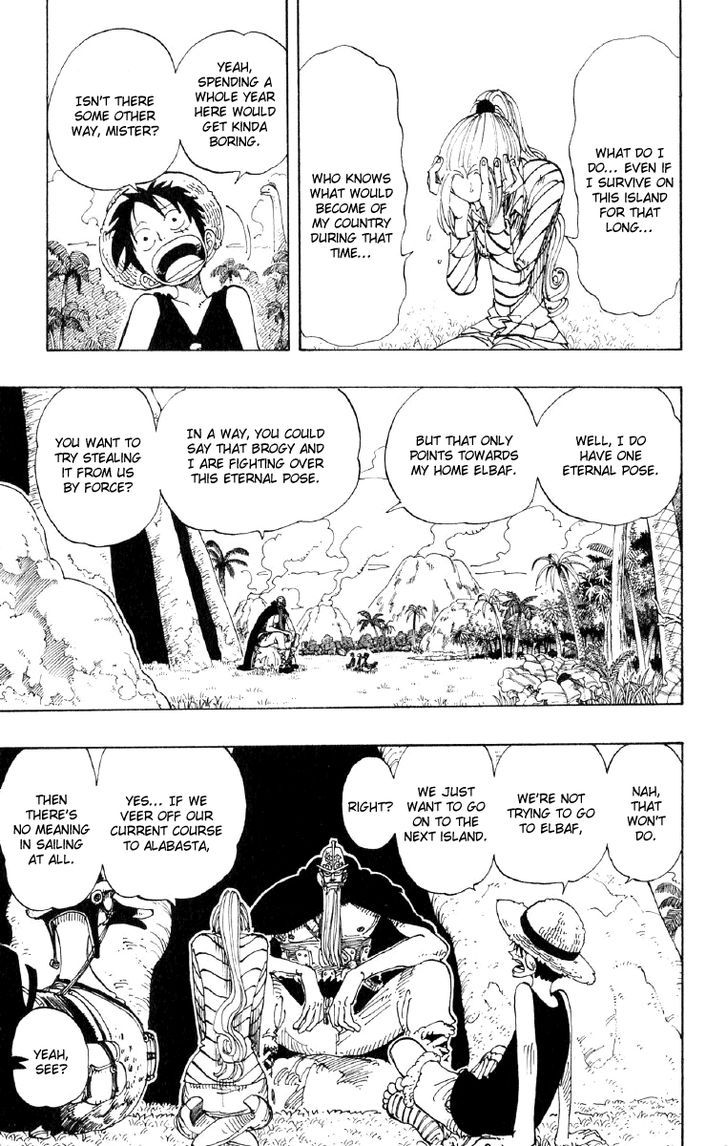 WHAT DO I
DO... EVEN IF
I SURVIVE ON
THIS ISLAND
FOR THAT
LONG...
WHO KNOWS
WHAT WOULD
BECOME OF
MY COUNTRY
DURING THAT
TIME...
YEAH,
SPENDING A
WHOLE YEAR
HERE WOULD
GET KINDA
BORING.
ISN'T THERE
SOME OTHER
WAY, MISTER?
WELL, I DO
HAVE ONE
ETERNAL POSE.
BUT THAT ONLY
POINTS TOWARDS
MY HOME ELBAF.
IN A WAY, YOU COULD
SAY THAT BROGY AND
I ARE FIGHTING OVER
THIS ETERNAL POSE.
YOU WANT TO
TRY STEALING
IT FROM US
BY FORCE?
NAH,
THAT
WON'T
DO.
WE'RE NOT
TRYING TO GO
TO ELBAF,
WE JUST
WANT TO GO
ON TO THE
NEXT ISLAND.
RIGHT?
YES... IF WE
VEER OFF OUR
CURRENT COURSE
TO ALABASTA,
THEN
THERE'S
NO MEANING
IN SAILING
AT ALL.
YEAH,
SEE?